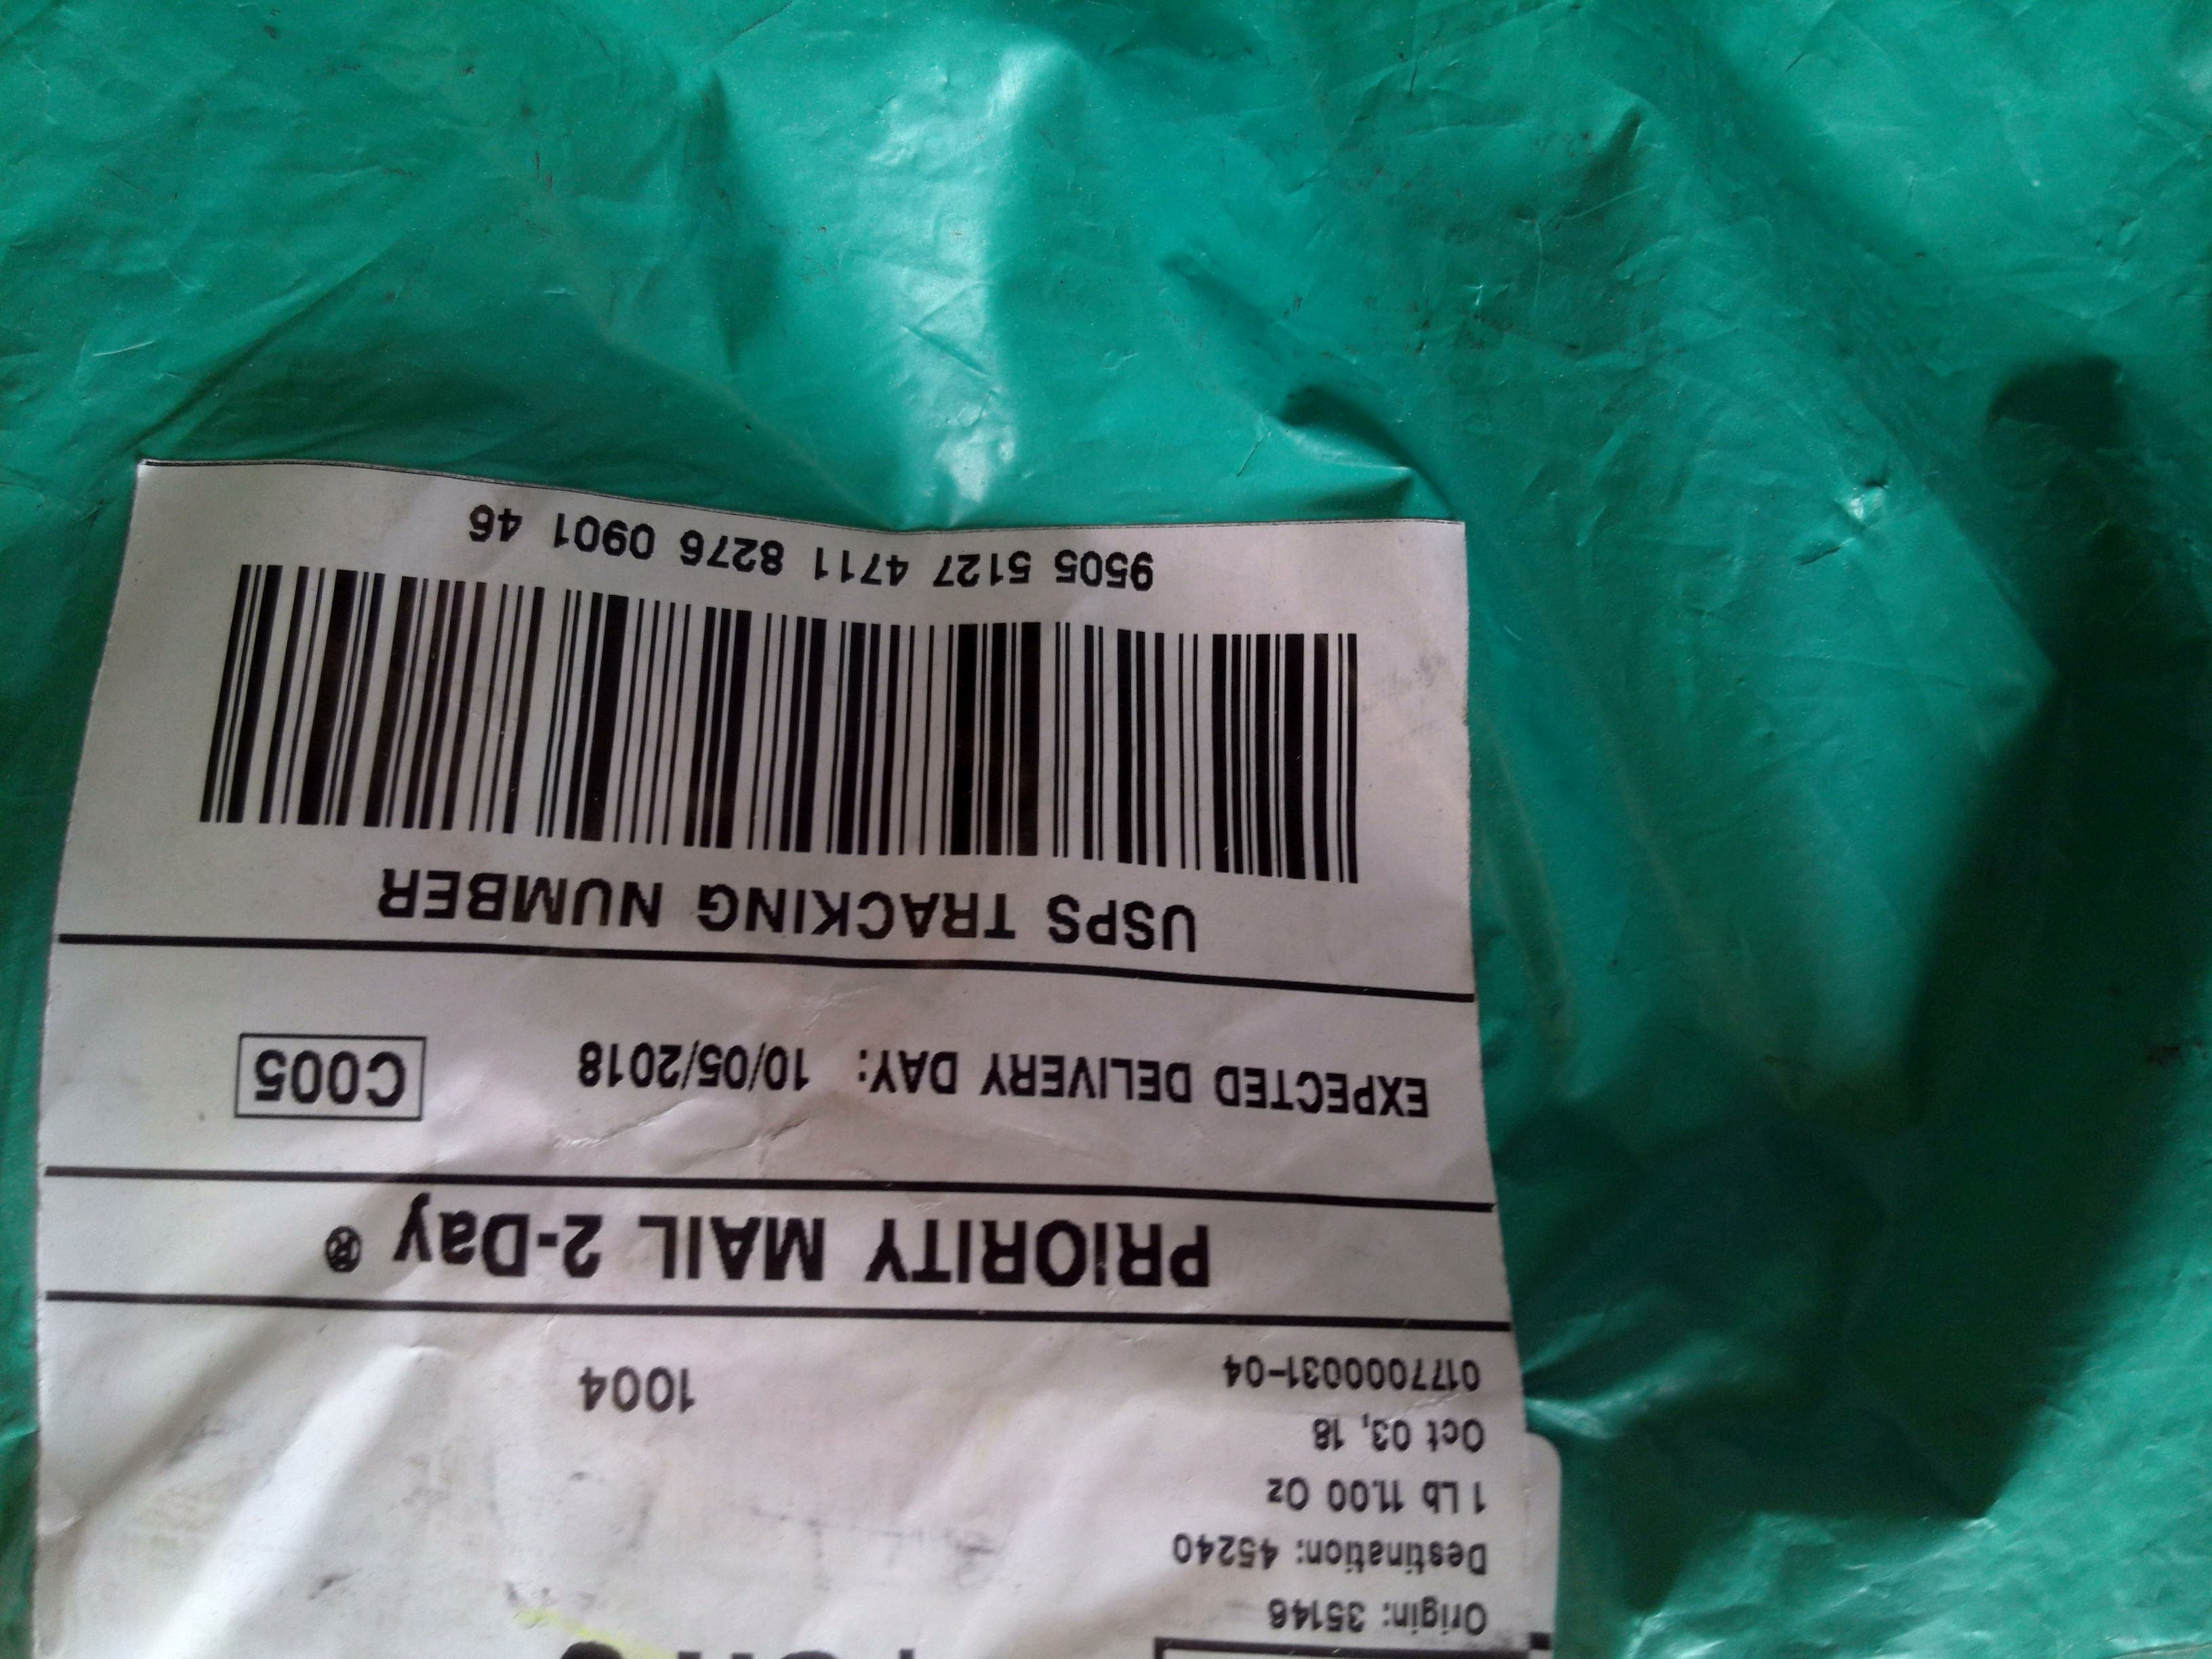 Origin: 35146
Destination: 45240
1 Lb 11.00 Oz
Oct 03, 18
0177000031-04
1004
PRIORITY MAIL 2-Day ®
EXPECTED DELIVERY DAY: 10/05/2018
C005
USPS TRACKING NUMBER
9505 5127 4711 8276 0901 46